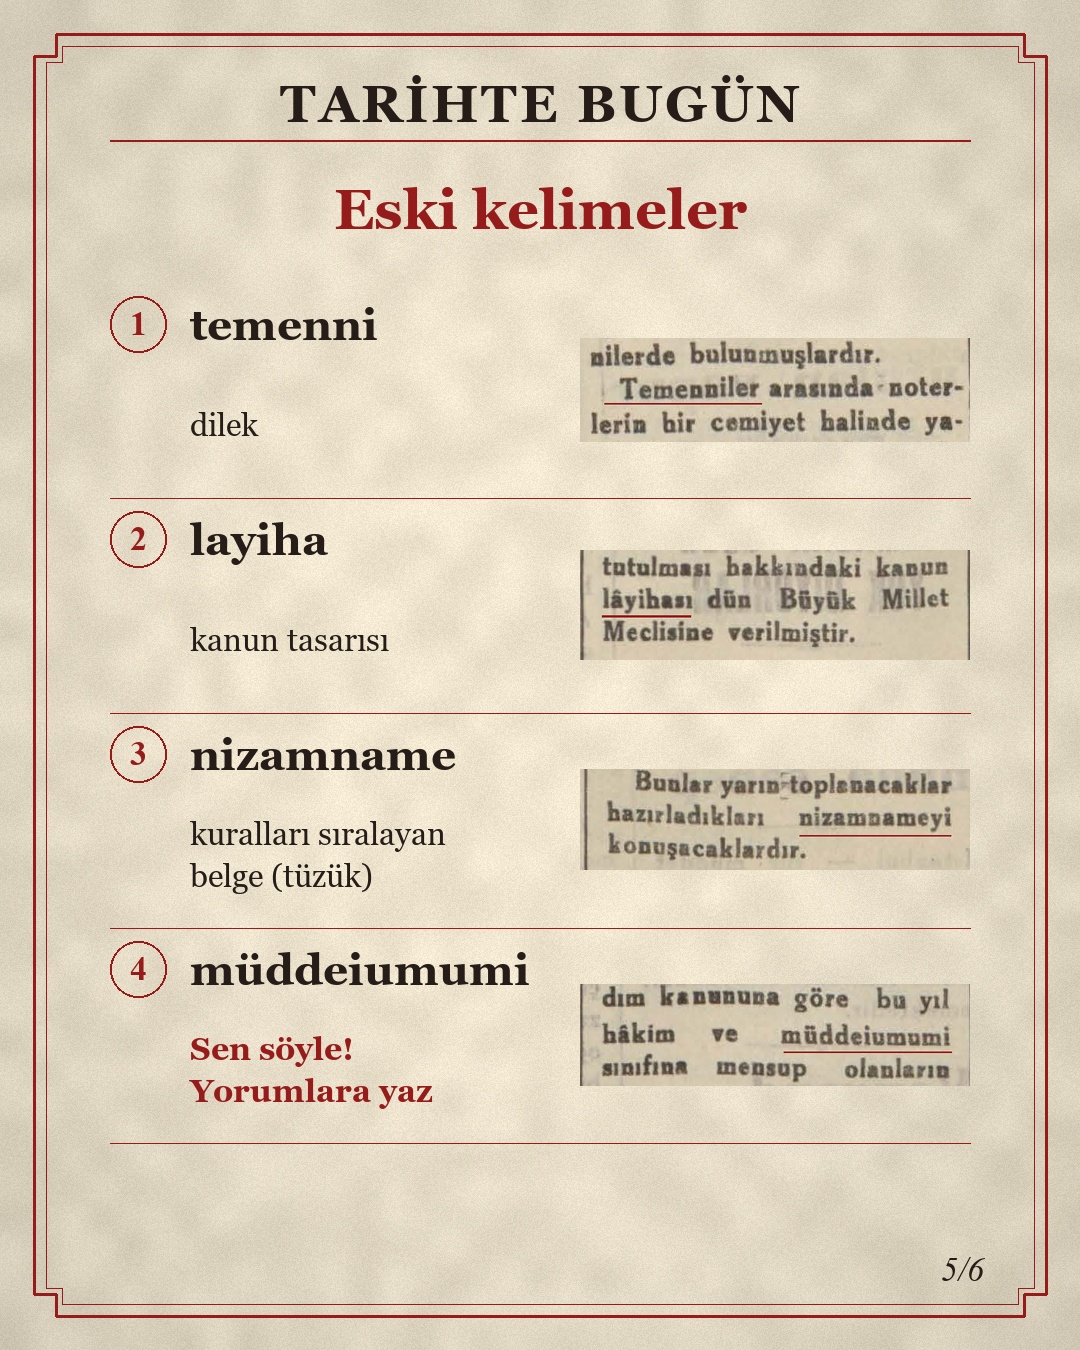 TARİHTE BUGÜN
Eski kelimeler
1 temenni
dilek
nilerde bulunmuşlardır.
Temenniler arasında noter-
lerin bir cemiyet halinde ya-
2 layiha
kanun tasarısı
tutulması hakkındaki kanun
lâyihası dün Büyük Millet
Meclisine verilmiştir.
3 nizamname
kuralları sıralayan
belge (tüzük)
Bunlar yarın toplanacaklar
hazırladıkları nizamnameyi
konuşacaklardır.
4 müddeiumumi
Sen söyle!
Yorumlara yaz
dım kanununa göre bu yıl
hâkim ve müddeiumumi
sınıfına mensup olanların
5/6